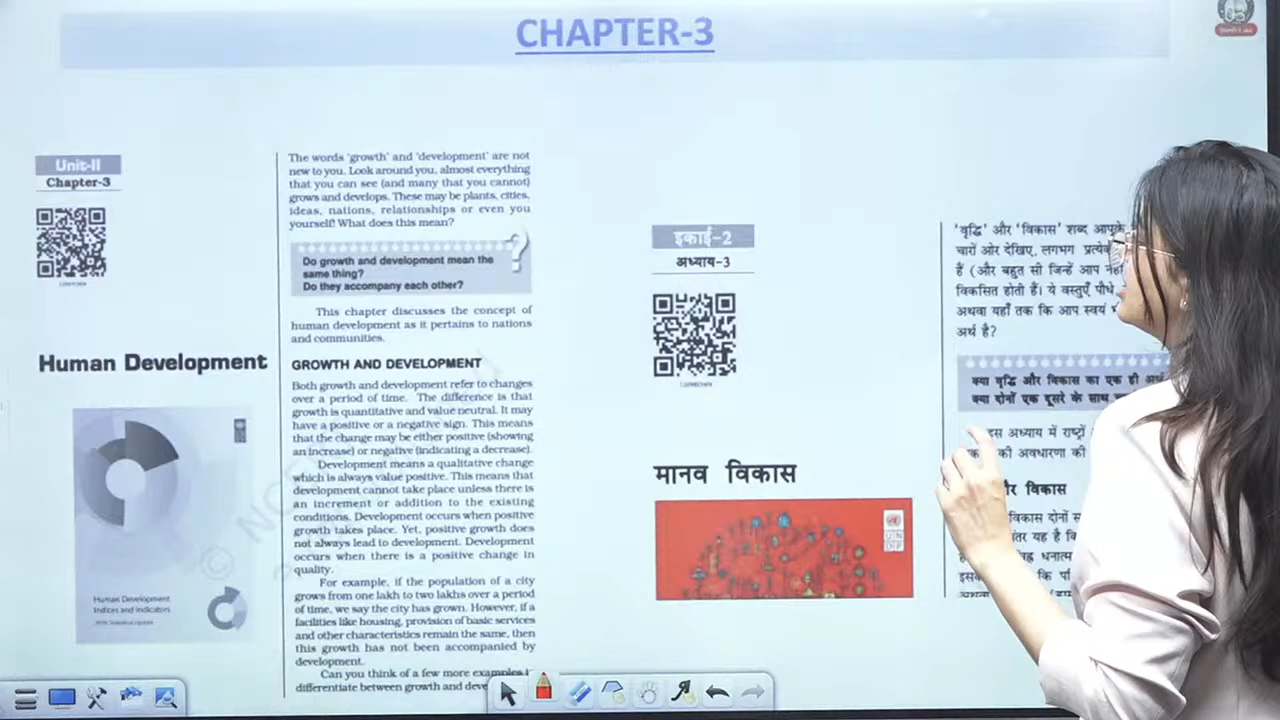 CHAPTER-3
Unit-II
Chapter-3
Human Development
Human Development
Indices and Indicators
The words 'growth' and 'development' are not
new to you. Look around you, almost everything
that you can see (and many that you cannot)
grows and develops. These may be plants, cities,
ideas, nations, relationships or even you
yourself! What does this mean?
Do growth and development mean the
same thing?
Do they accompany each other?
?
This chapter discusses the concept of
human development as it pertains to nations
and communities.
GROWTH AND DEVELOPMENT
Both growth and development refer to changes
over a period of time. The difference is that
growth is quantitative and value neutral. It may
have a positive or a negative sign. This means
that the change may be either positive (showing
an increase) or negative (indicating a decrease).
Development means a qualitative change
which is always value positive. This means that
development cannot take place unless there is
an increment or addition to the existing
conditions. Development occurs when positive
growth takes place. Yet, positive growth does
not always lead to development. Development
occurs when there is a positive change in
quality.
For example, if the population of a city
grows from one lakh to two lakhs over a period
of time, we say the city has grown. However, if a
facilities like housing, provision of basic services
and other characteristics remain the same, then
this growth has not been accompanied by
development.
Can you think of a few more examples
differentiate between growth and
इकाई-2
अध्याय-3
मानव विकास
U N
D P
'वृद्धि' और 'विकास' शब्द आपके
चारों ओर देखिए, लगभग
हैं (और बहुत सी जिन्हें आप
विकसित होती हैं। ये वस्तुएँ पौधे,
अथवा यहाँ तक कि आप स्वयं
अर्थ है?
क्या वृद्धि और विकास का एक ही
क्या दोनों एक दूसरे के साथ
इस अध्याय में राष्ट्रों
की अवधारणा की
विकास
विकास दोनों
यह है